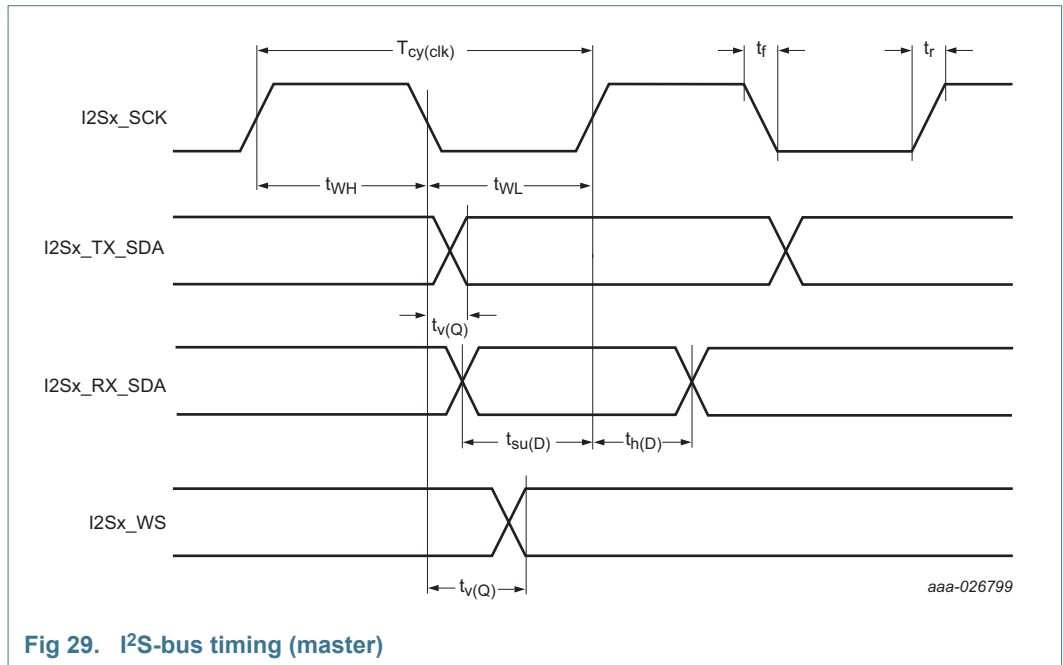 Tcy(clk)
tf
tr
I2Sx_SCK
tWH
tWL
I2Sx_TX_SDA
tv(Q)
I2Sx_RX_SDA
tsu(D)
th(D)
I2Sx_WS
tv(Q)
aaa-026799
Fig 29. I²S-bus timing (master)